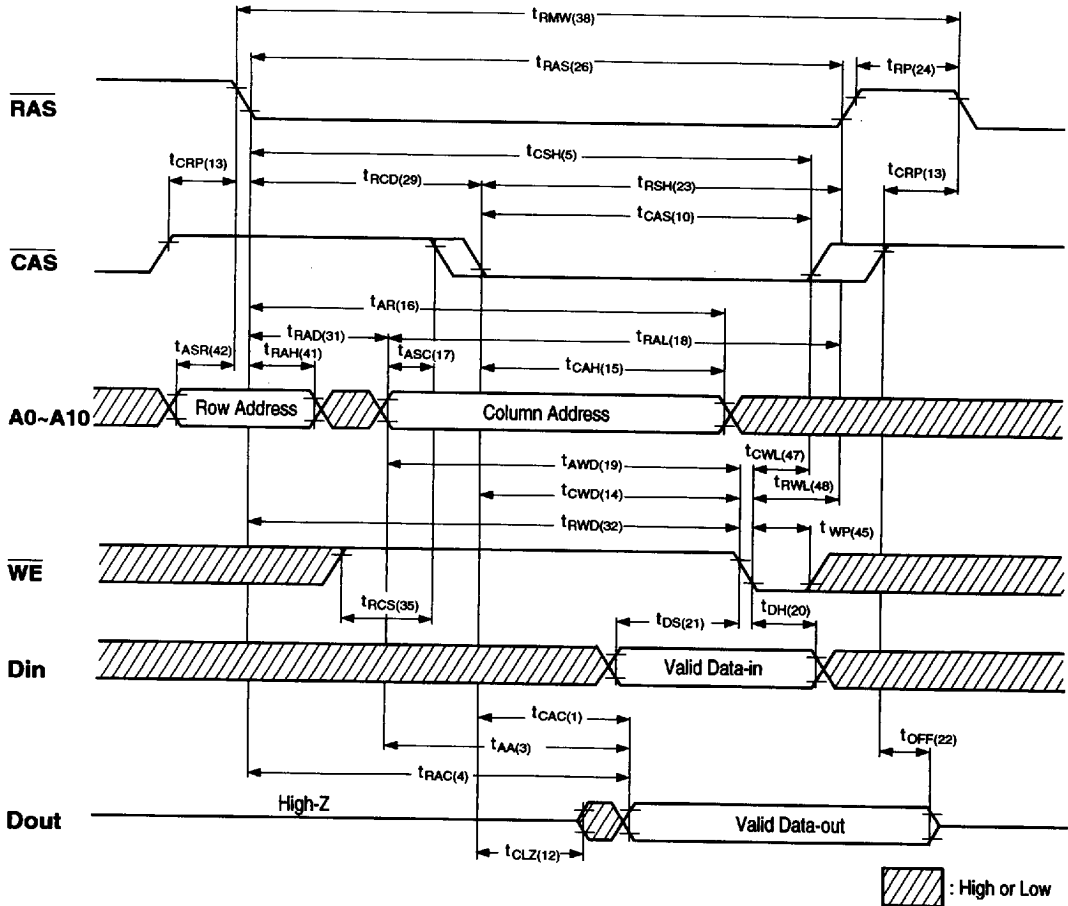 tRMW(38)
tRAS(26)
tRP(24)
RAS
tCSH(5)
tCRP(13)
tRCD(29)
tRSH(23)
tCRP(13)
tCAS(10)
CAS
tAR(16)
tRAD(31)
tRAL(18)
tASR(42)
tRAH(41)
tASC(17)
tCAH(15)
A0~A10
Row Address
Column Address
tCWL(47)
tAWD(19)
tRWL(48)
tCWD(14)
tRWD(32)
tWP(45)
WE
tRCS(35)
tDS(21)
tDH(20)
Din
Valid Data-in
tCAC(1)
tAA(3)
tOFF(22)
tRAC(4)
High-Z
Dout
Valid Data-out
tCLZ(12)
: High or Low